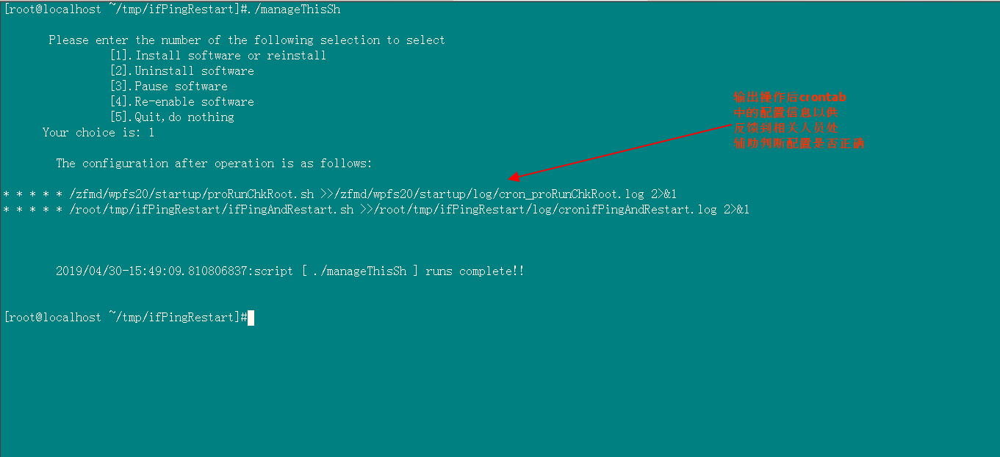 [root@localhost ~/tmp/ifPingRestart]#./manageThisSh
Please enter the number of the following selection to select
[1].Install software or reinstall
[2].Uninstall software
[3].Pause software
[4].Re-enable software
[5].Quit,do nothing
Your choice is: 1
输出操作后crontab
中的配置信息以供
反馈到相关人员处
辅助判断配置是否正确
The configuration after operation is as follows:
* * * * * /zfmd/wpfs20/startup/proRunChkRoot.sh >>/zfmd/wpfs20/startup/log/cron_proRunChkRoot.log 2>&1
* * * * * /root/tmp/ifPingRestart/ifPingAndRestart.sh >>/root/tmp/ifPingRestart/log/cronifPingAndRestart.log 2>&1
2019/04/30-15:49:09.810806837:script [ ./manageThisSh ] runs complete!!
[root@localhost ~/tmp/ifPingRestart]#